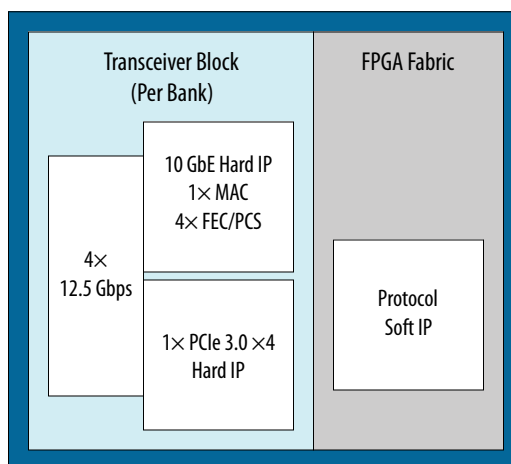 Transceiver Block
(Per Bank)
FPGA Fabric
10 GbE Hard IP
1× MAC
4× FEC/PCS
4×
12.5 Gbps
1× PCIe 3.0 ×4
Hard IP
Protocol
Soft IP